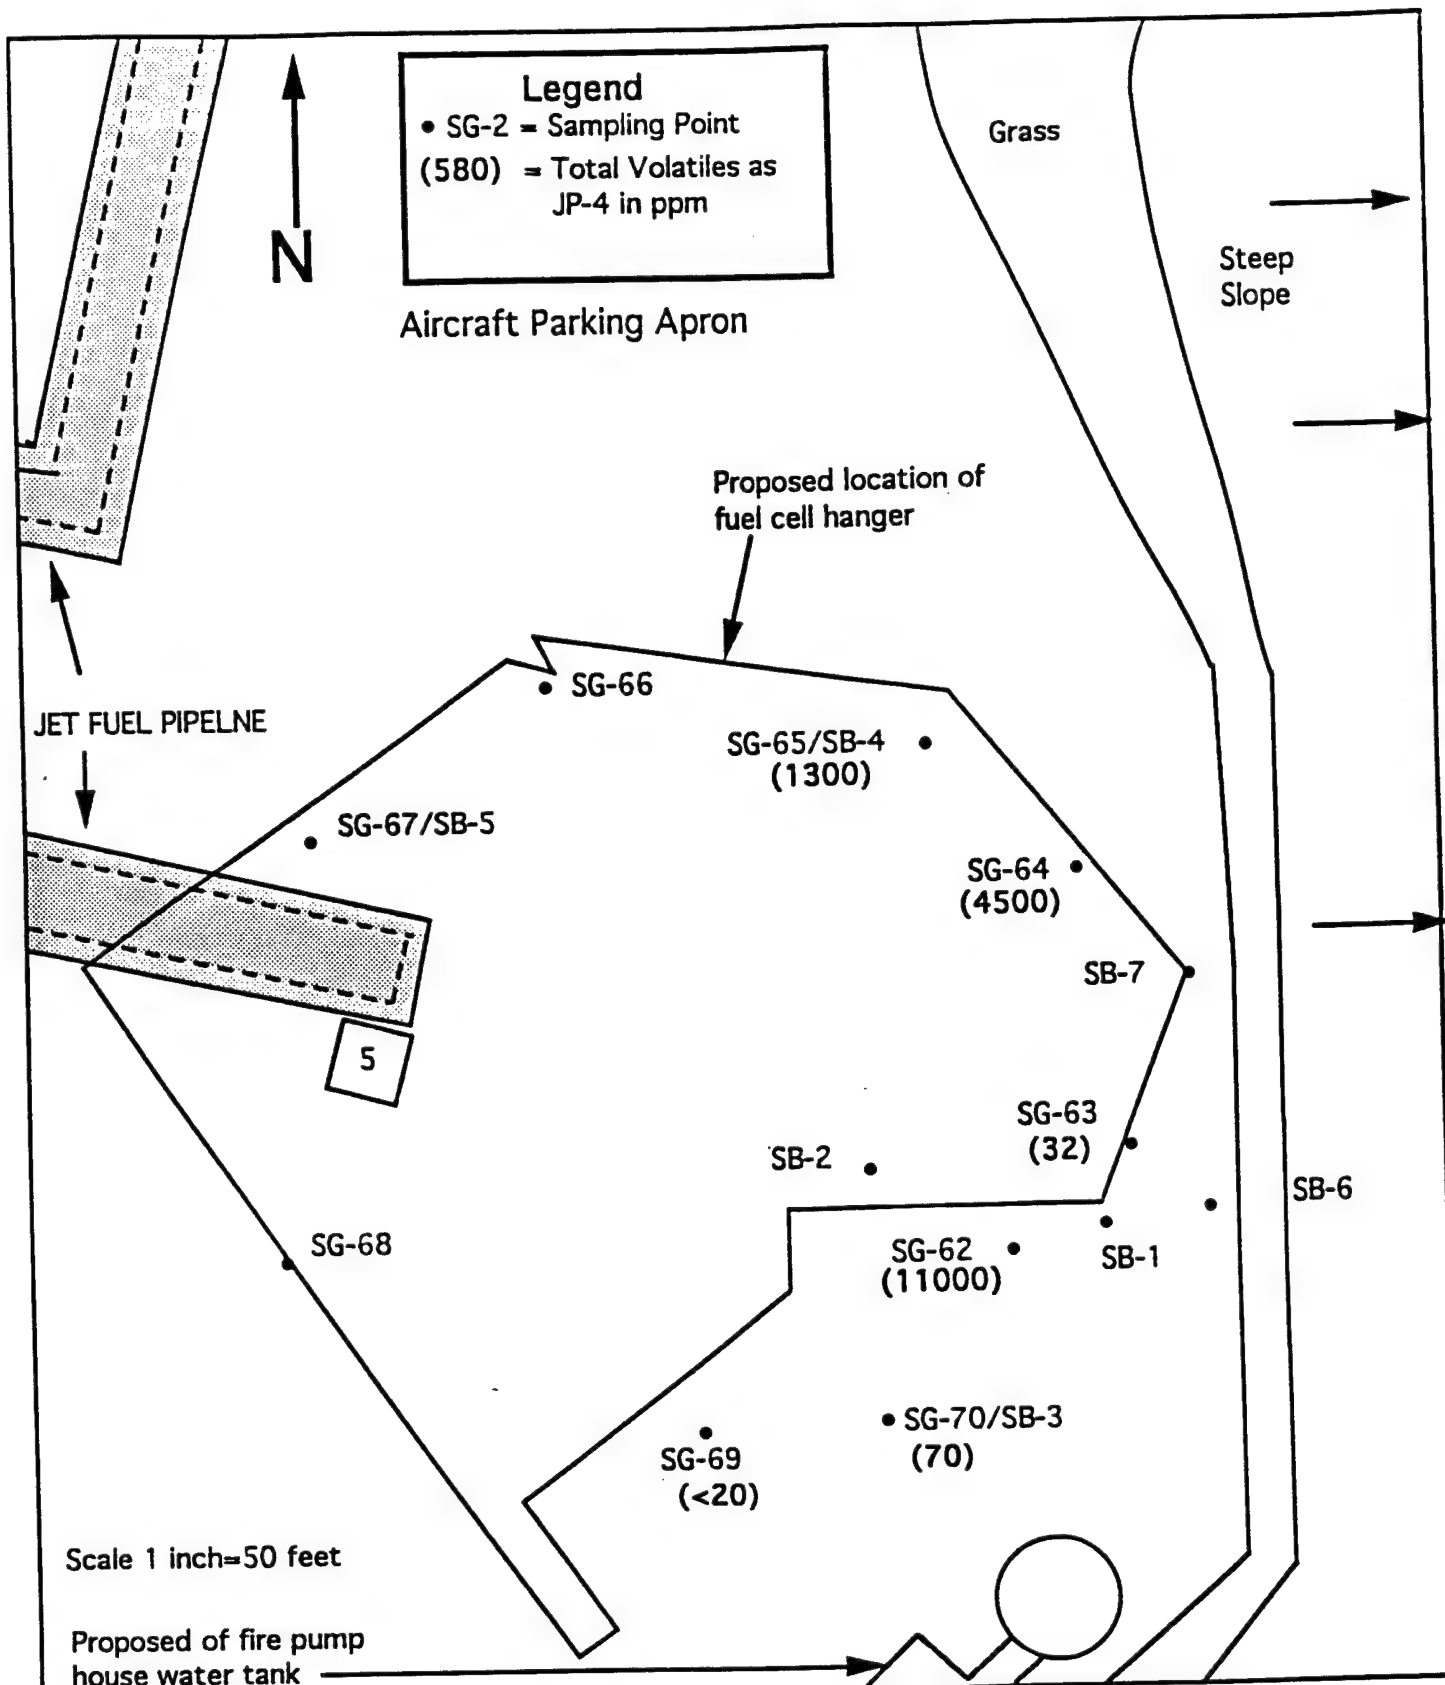 Legend
• SG-2 = Sampling Point
(580) = Total Volatiles as
JP-4 in ppm
N
Grass
Steep
Slope
Aircraft Parking Apron
Proposed location of
fuel cell hanger
SG-66
JET FUEL PIPELNE
SG-65/SB-4
(1300)
SG-67/SB-5
SG-64
(4500)
SB-7
5
SG-63
(32)
SB-2
SB-6
SG-68
SG-62
(11000)
SB-1
SG-70/SB-3
(70)
SG-69
(<20)
Scale 1 inch=50 feet
Proposed of fire pump
house water tank